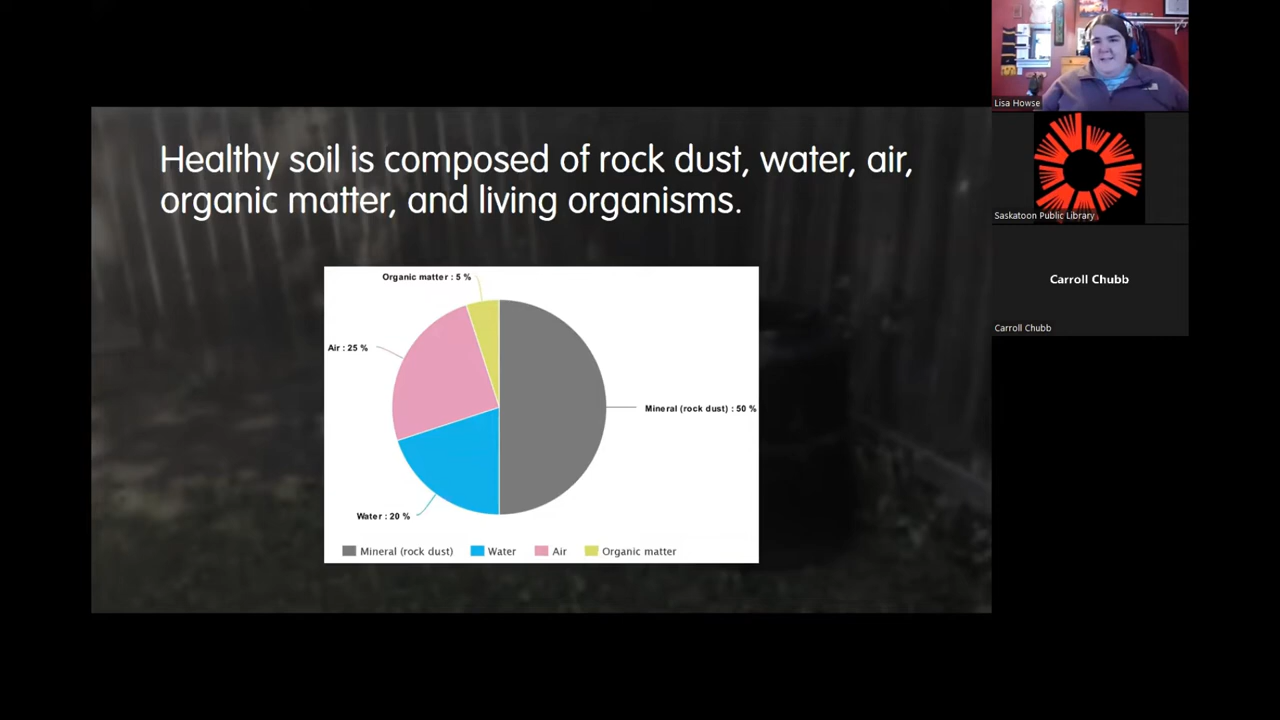 Healthy soil is composed of rock dust, water, air,
organic matter, and living organisms.
Organic matter : 5 %
Air : 25 %
Mineral (rock dust) : 50 %
Water : 20 %
Mineral (rock dust)
Water
Air
Organic matter
Lisa Howse
Saskatoon Public Library
Carroll Chubb
Carroll Chubb